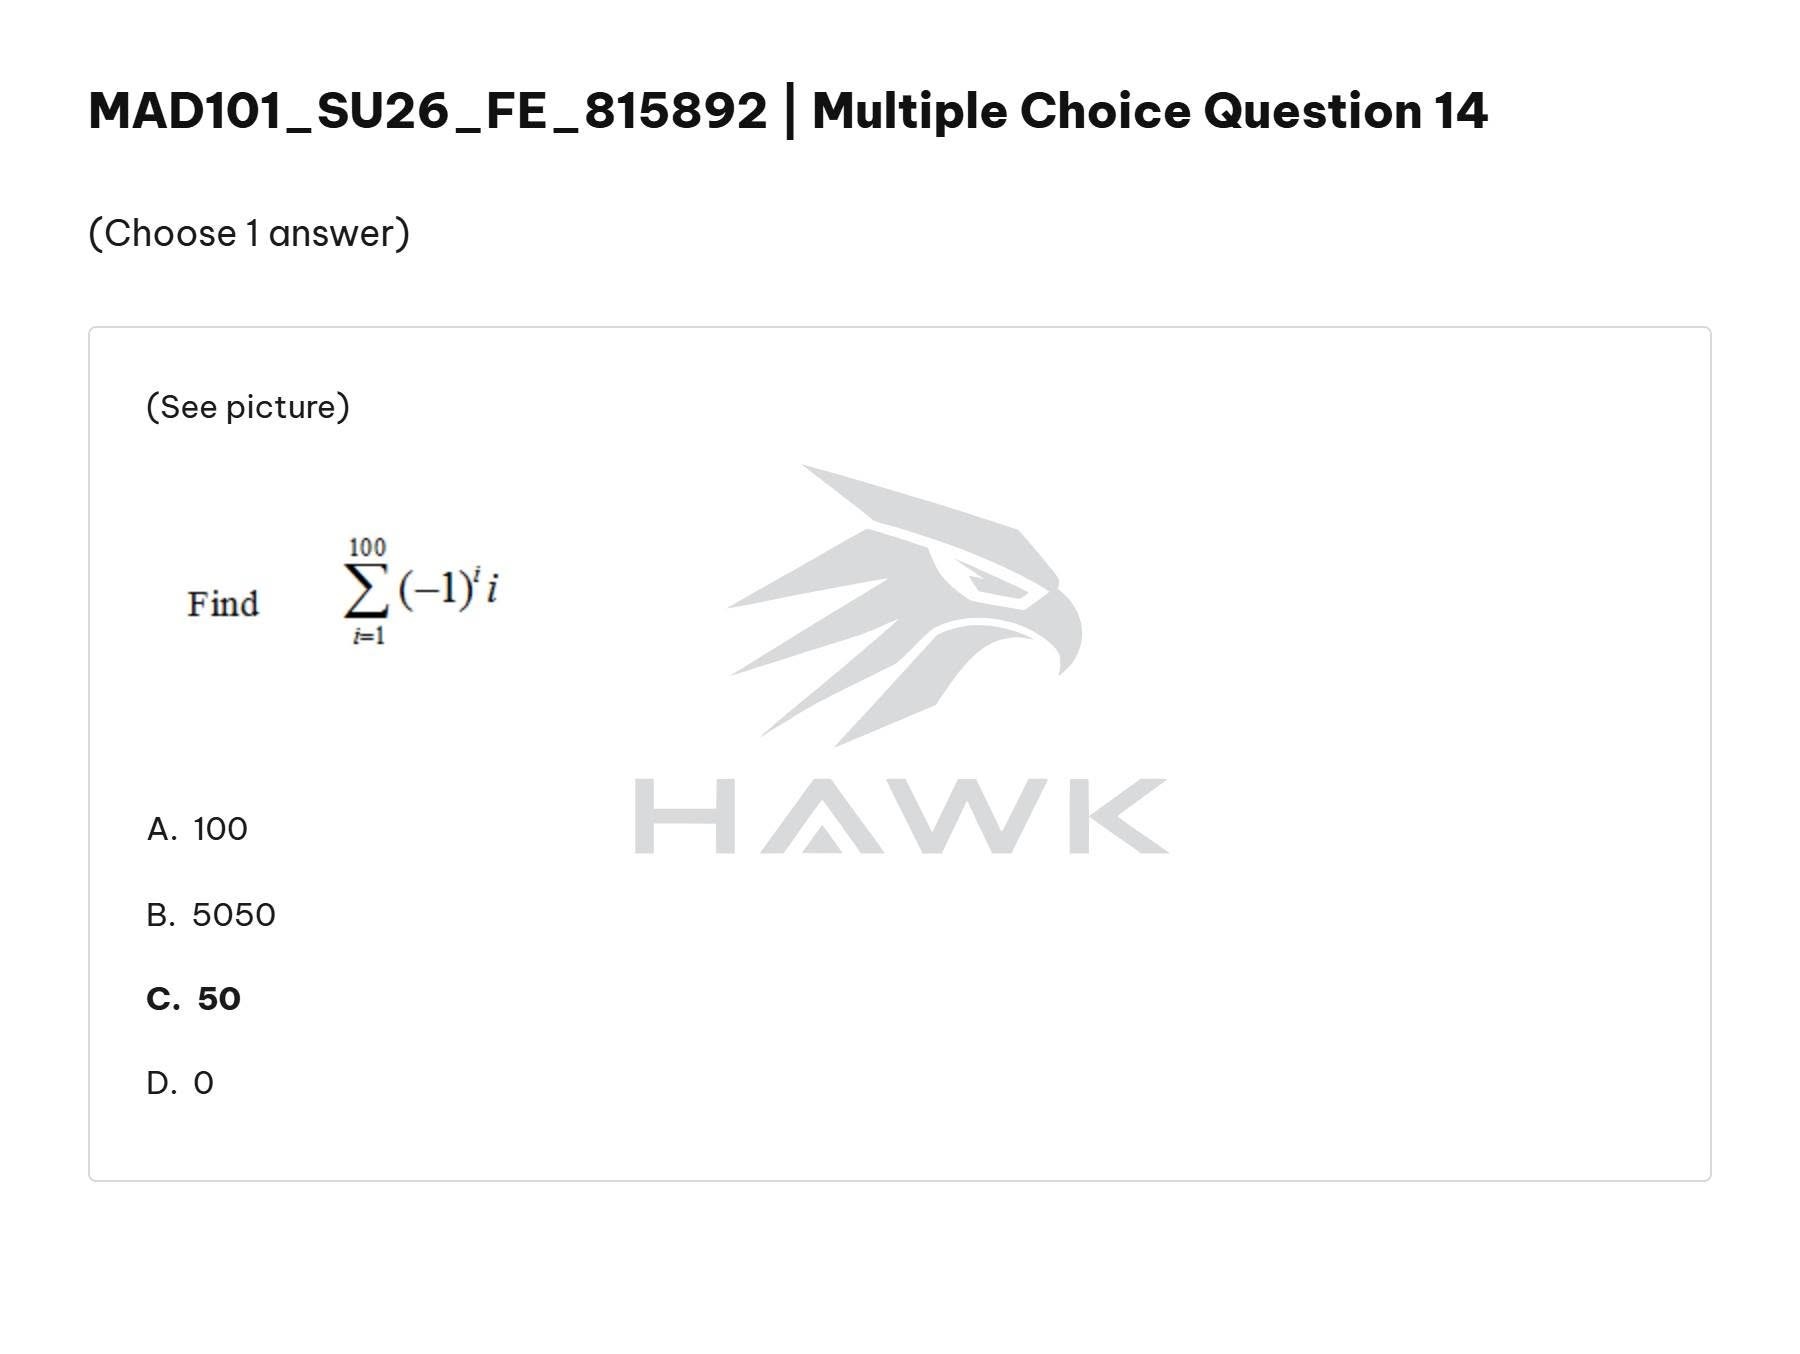 MAD101_SU26_FE_815892 | Multiple Choice Question 14
(Choose 1 answer)
(See picture)
Find \sum_{i=1}^{100} (-1)^i i
HAWK
A. 100
B. 5050
C. 50
D. 0